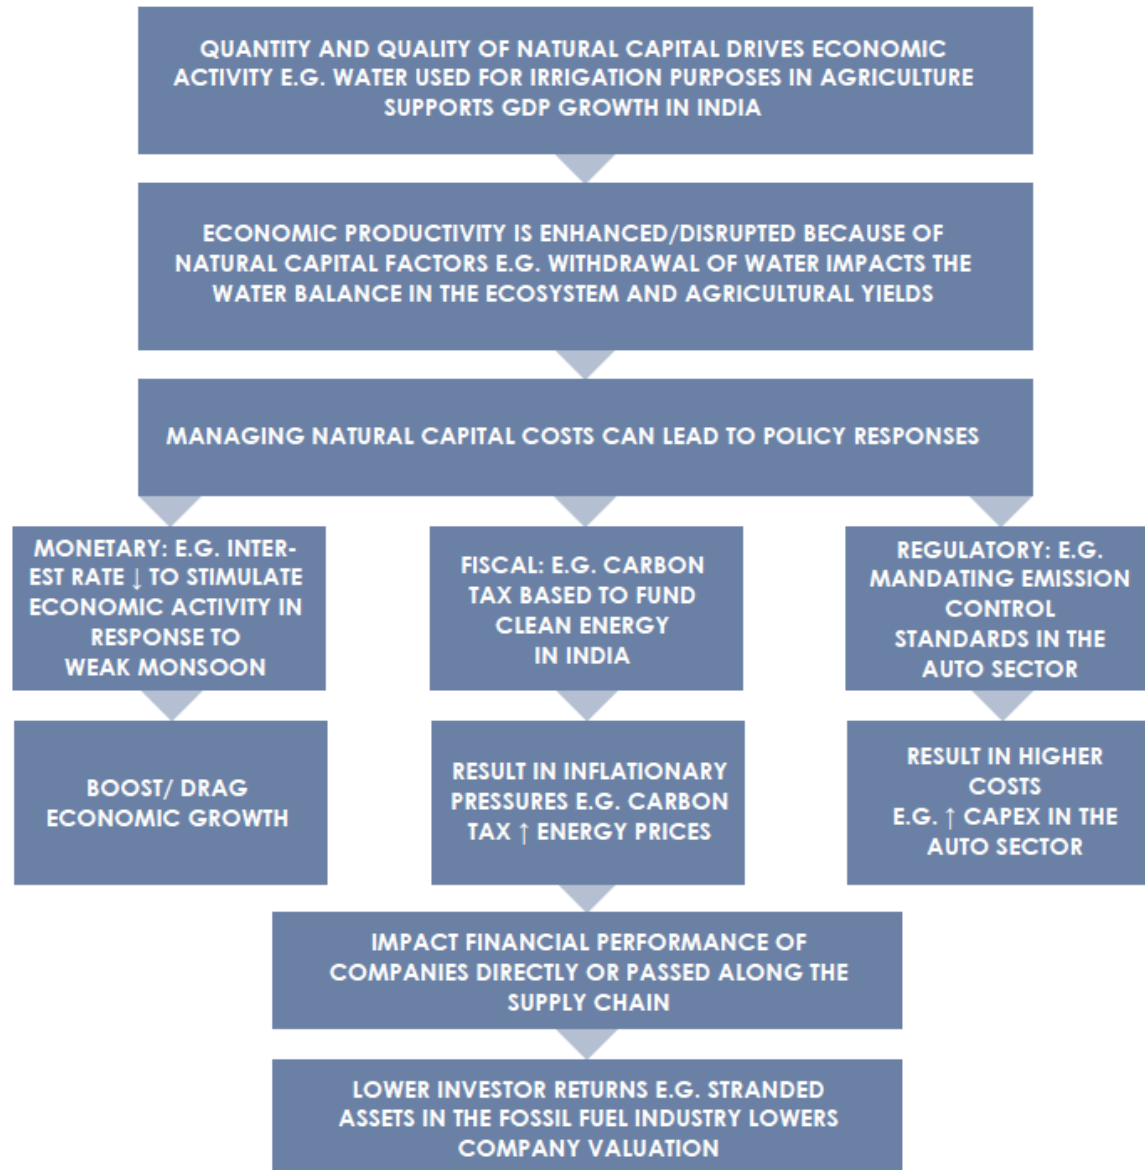 QUANTITY AND QUALITY OF NATURAL CAPITAL DRIVES ECONOMIC
ACTIVITY E.G. WATER USED FOR IRRIGATION PURPOSES IN AGRICULTURE
SUPPORTS GDP GROWTH IN INDIA
ECONOMIC PRODUCTIVITY IS ENHANCED/DISRUPTED BECAUSE OF
NATURAL CAPITAL FACTORS E.G. WITHDRAWAL OF WATER IMPACTS THE
WATER BALANCE IN THE ECOSYSTEM AND AGRICULTURAL YIELDS
MANAGING NATURAL CAPITAL COSTS CAN LEAD TO POLICY RESPONSES
MONETARY: E.G. INTER-
EST RATE ↓ TO STIMULATE
ECONOMIC ACTIVITY IN
RESPONSE TO
WEAK MONSOON
FISCAL: E.G. CARBON
TAX BASED TO FUND
CLEAN ENERGY
IN INDIA
REGULATORY: E.G.
MANDATING EMISSION
CONTROL
STANDARDS IN THE
AUTO SECTOR
BOOST/ DRAG
ECONOMIC GROWTH
RESULT IN INFLATIONARY
PRESSURES E.G. CARBON
TAX ↑ ENERGY PRICES
RESULT IN HIGHER
COSTS
E.G. ↑ CAPEX IN THE
AUTO SECTOR
IMPACT FINANCIAL PERFORMANCE OF
COMPANIES DIRECTLY OR PASSED ALONG THE
SUPPLY CHAIN
LOWER INVESTOR RETURNS E.G. STRANDED
ASSETS IN THE FOSSIL FUEL INDUSTRY LOWERS
COMPANY VALUATION